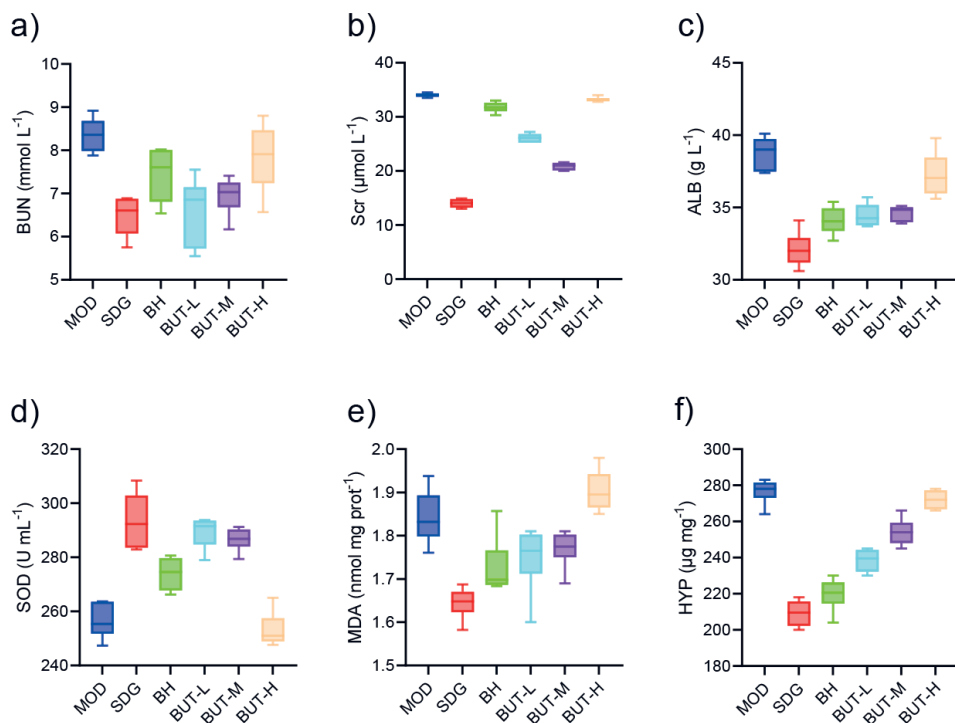 a)
BUN (mmol L⁻¹)
10
9
8
7
6
5
MOD
SDG
BH
BUT-L
BUT-M
BUT-H
b)
Scr (µmol L⁻¹)
40
30
20
10
0
MOD
SDG
BH
BUT-L
BUT-M
BUT-H
c)
ALB (g L⁻¹)
45
40
35
30
MOD
SDG
BH
BUT-L
BUT-M
BUT-H
d)
SOD (U mL⁻¹)
320
300
280
260
240
MOD
SDG
BH
BUT-L
BUT-M
BUT-H
e)
MDA (nmol mg prot⁻¹)
2.0
1.9
1.8
1.7
1.6
1.5
MOD
SDG
BH
BUT-L
BUT-M
BUT-H
f)
HYP (µg mg⁻¹)
300
280
260
240
220
200
180
MOD
SDG
BH
BUT-L
BUT-M
BUT-H